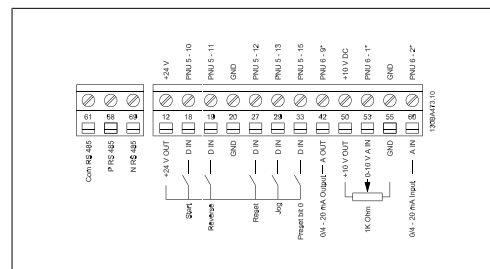 +24 V
PNU 5 - 10
PNU 5 - 11
GND
PNU 5 - 12
PNU 5 - 13
PNU 5 - 15
PNU 6 - 9*
+10 V DC
PNU 6 - 1*
GND
PNU 6 - 2*
61 68 69 12 18 19 20 27 29 33 42 50 53 55 60
Com RS 485
P RS 485
N RS 485
+24 V OUT
D IN
D IN
GND
D IN
D IN
D IN
0/4 - 20 mA Output A OUT
+10 V OUT
0-10 V A IN
GND
0/4 - 20 mA Input A IN
Start
Reverse
Reset
Jog
Preset bit 0
1K Ohm
130BA473.10